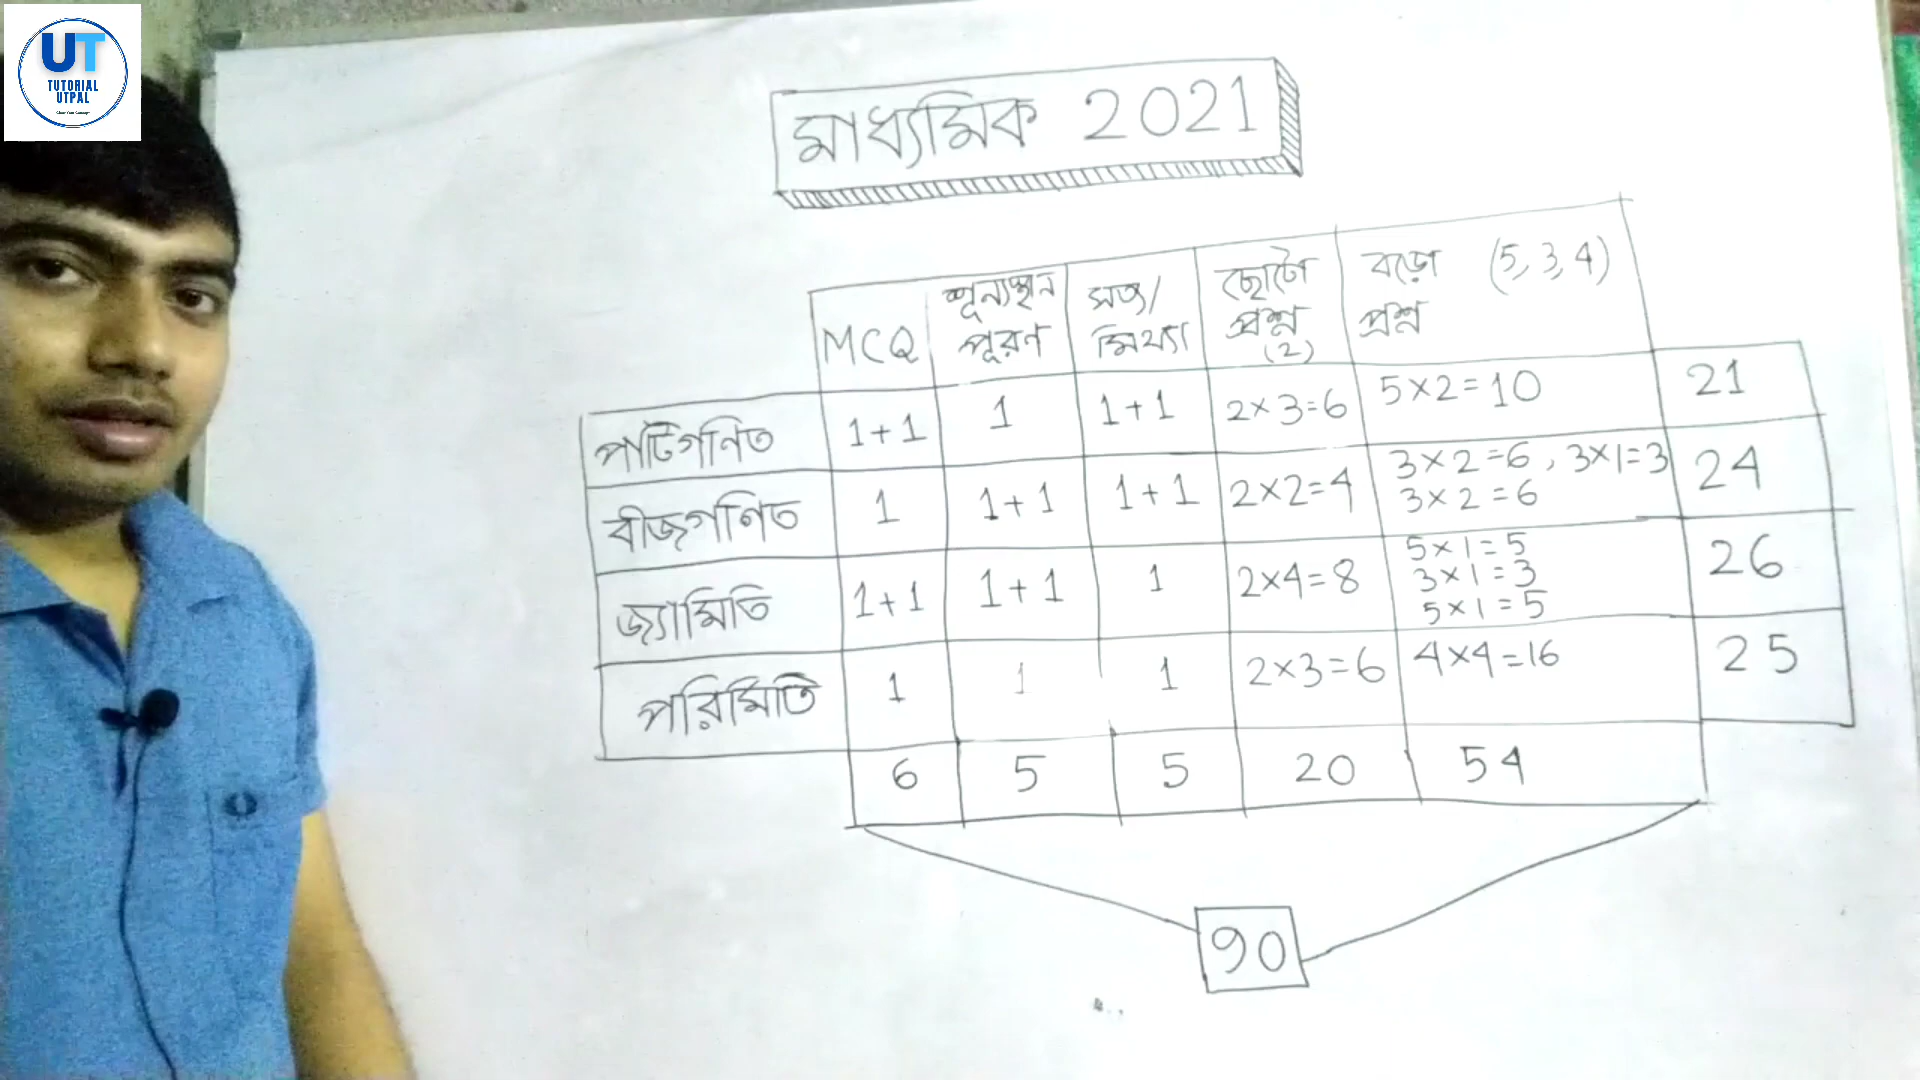 UT
TUTORIAL
UTPAL
মাধ্যমিক 2021
MCQ শূন্যস্থান পূরণ সত্য/মিথ্যা ছোটো প্রশ্ন (2) বড়ো প্রশ্ন (5, 3, 4)
পাটিগনিত 1+1 1 1+1 2×3=6 5×2=10 21
বীজগনিত 1 1+1 1+1 2×2=4 3×2=6, 3×1=3 24
3×2=6
জ্যামিতি 1+1 1+1 1 2×4=8 5×1=5 26
3×1=3
5×1=5
পরিমিতি 1 1 1 2×3=6 4×4=16 25
6 5 5 20 54
90